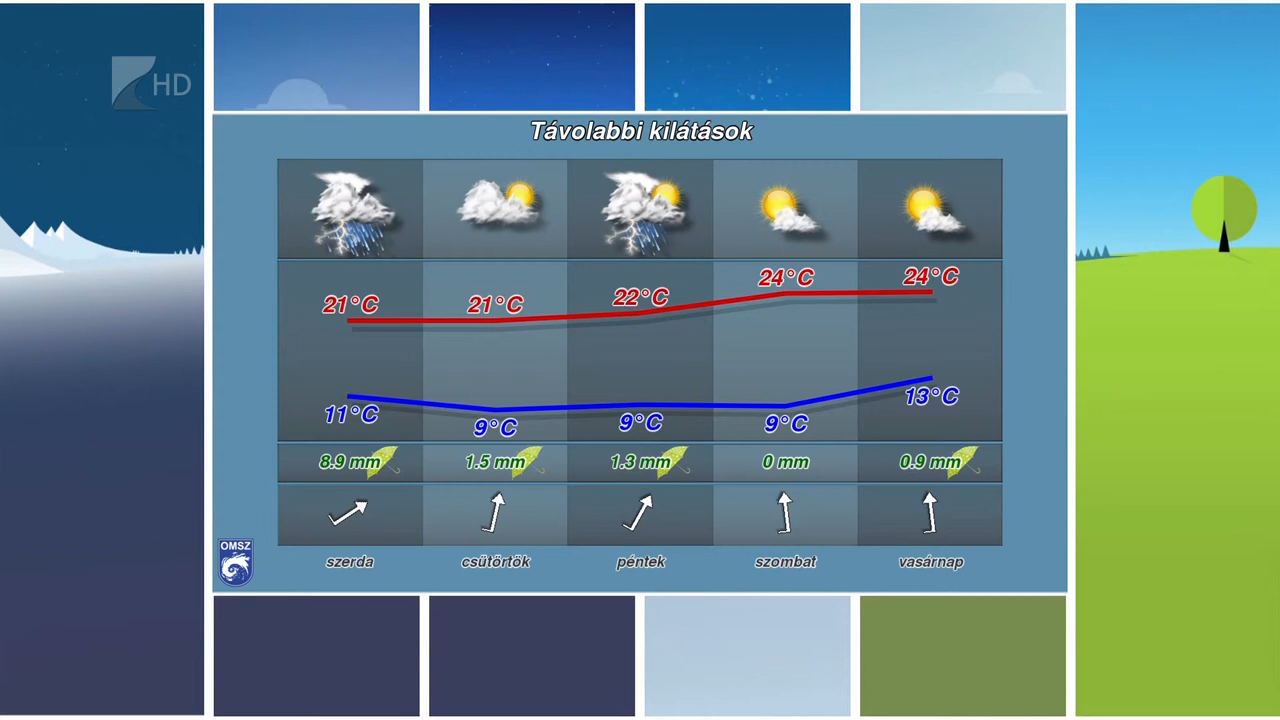 HD
Távolabbi kilátások
21°C 21°C 22°C 24°C 24°C
11°C 9°C 9°C 9°C 13°C
8.9 mm 1.5 mm 1.3 mm 0 mm 0.9 mm
OMSZ
szerda csütörtök péntek szombat vasárnap